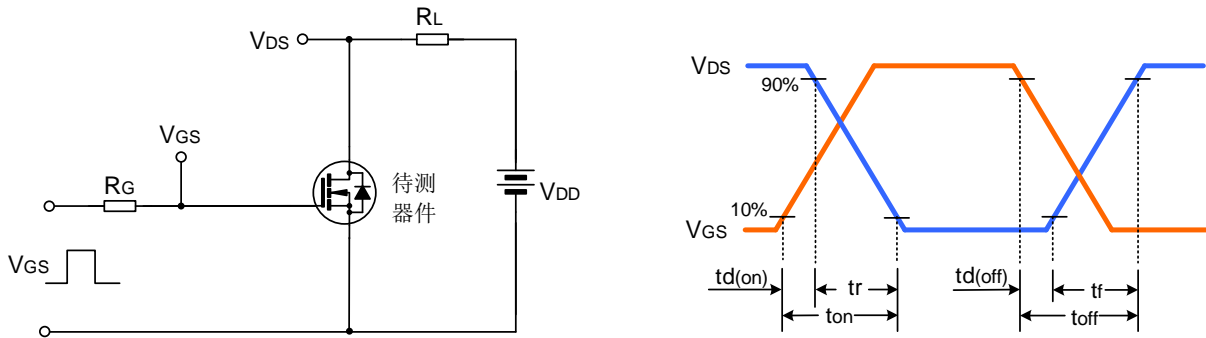 RL
VDS
VGS
RG
待测
器件
VDD
VGS
VDS
90%
10%
VGS
td(on)
tr
ton
td(off)
tf
toff